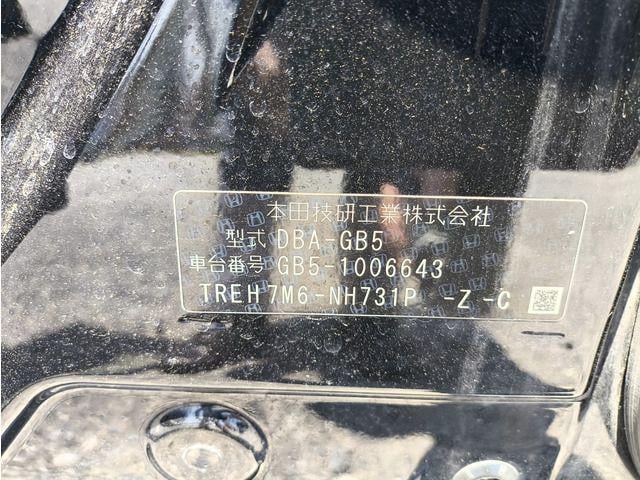 本田技研工業株式会社
型式 DBA-GB5
車台番号 GB5-1006643
TREH7M6-NH731P -Z-C